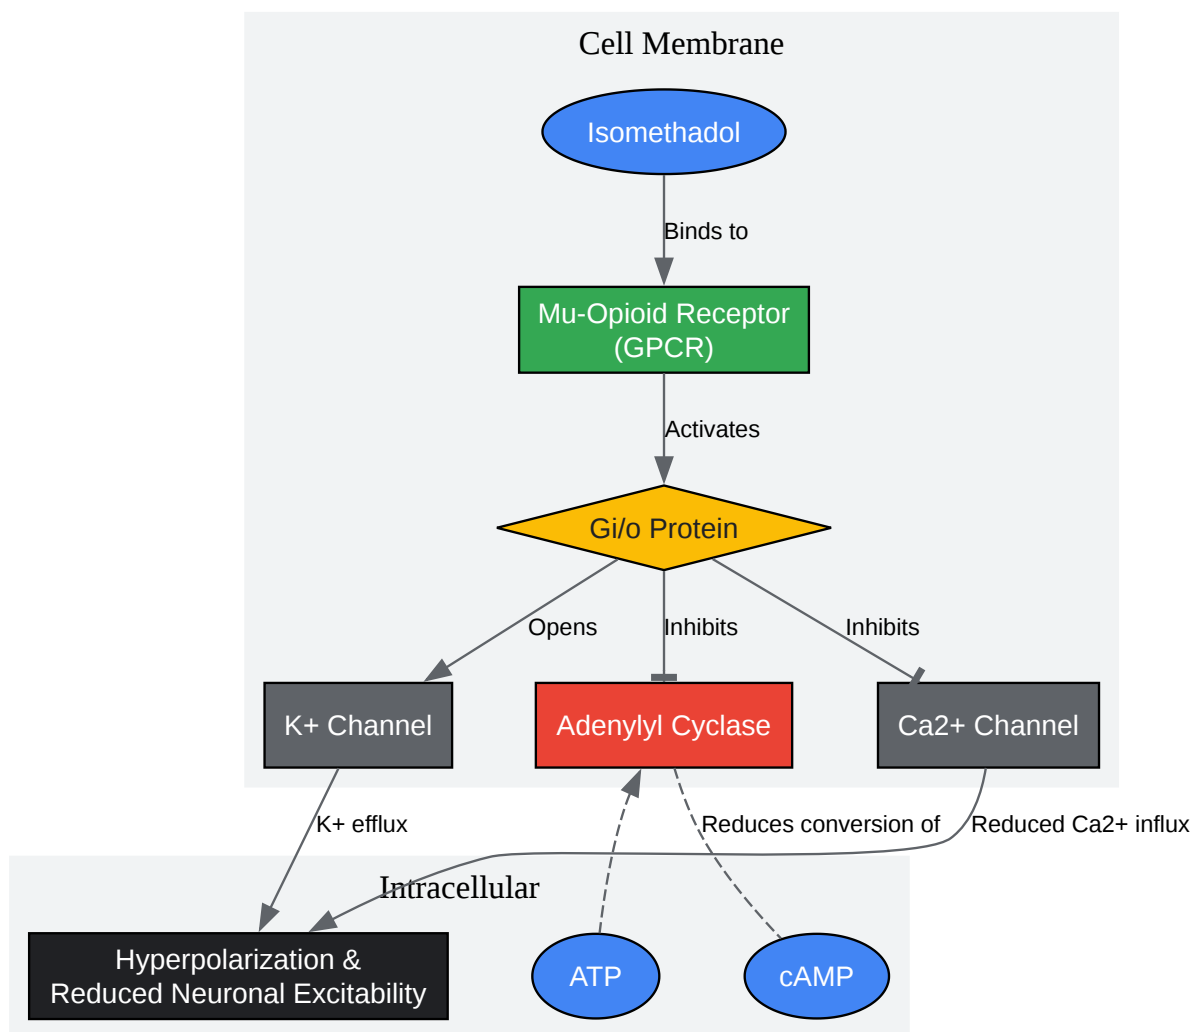 Cell Membrane
Isomethadol
Binds to
Mu-Opioid Receptor
(GPCR)
Activates
Gi/o Protein
Opens
Inhibits
Inhibits
K+ Channel
Adenylyl Cyclase
Ca2+ Channel
K+ efflux
Reduces conversion of
Reduced Ca2+ influx
Intracellular
Hyperpolarization &
Reduced Neuronal Excitability
ATP
cAMP